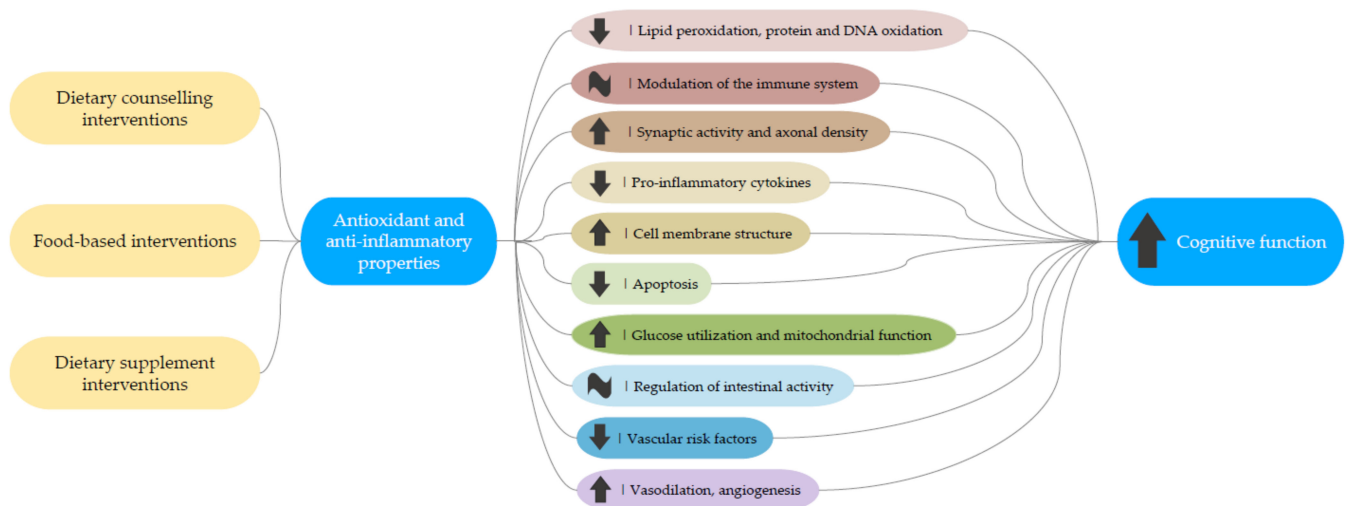 Dietary counselling
interventions
Food-based interventions
Dietary supplement
interventions
Antioxidant and
anti-inflammatory
properties
| Lipid peroxidation, protein and DNA oxidation
| Modulation of the immune system
| Synaptic activity and axonal density
| Pro-inflammatory cytokines
| Cell membrane structure
| Apoptosis
| Glucose utilization and mitochondrial function
| Regulation of intestinal activity
| Vascular risk factors
| Vasodilation, angiogenesis
Cognitive function